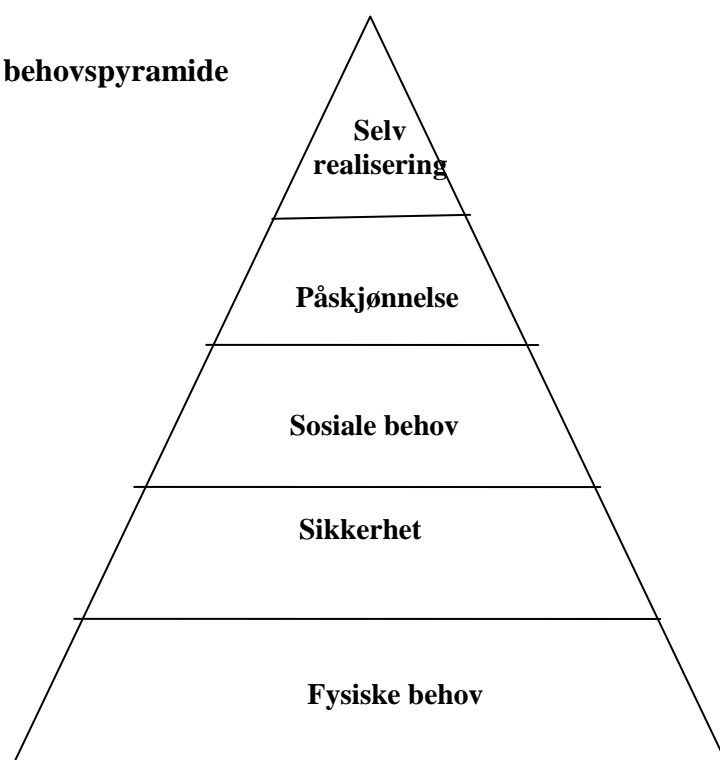 behovspyramide
Selv
realisering
Påskjønnelse
Sosiale behov
Sikkerhet
Fysiske behov